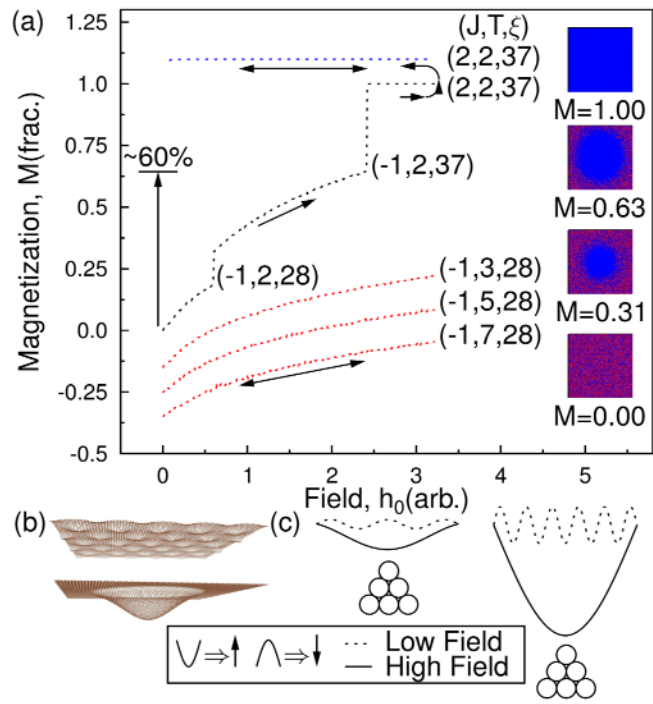 (a)
Magnetization, M(frac.)
1.25
1.0
0.75
0.5
0.25
0.0
-0.25
-0.5
~60%
(J,T,ξ)
(2,2,37)
(2,2,37)
(-1,2,37)
(-1,2,28)
(-1,3,28)
(-1,5,28)
(-1,7,28)
M=1.00
M=0.63
M=0.31
M=0.00
0 1 2 3 4 5
Field, h₀(arb.)
(b)
(c)
⇒ ⇒ Low Field
High Field